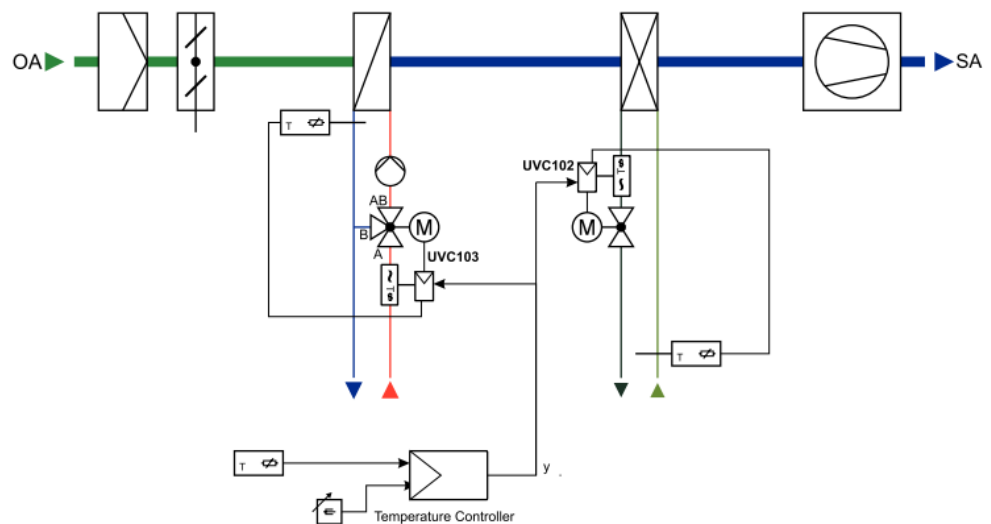 OA
SA
T
UVC102
T
s
AB
M
B
M
UVC103
A
T
s
T
T
y .
Temperature Controller